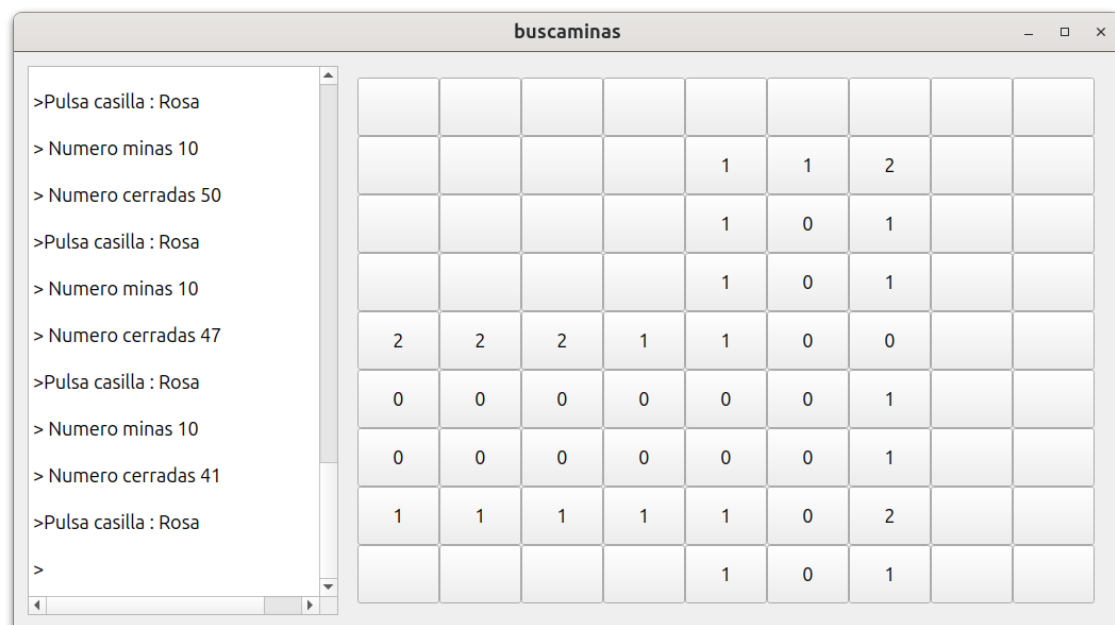 buscaminas
>Pulsa casilla : Rosa
> Numero minas 10
> Numero cerradas 50
>Pulsa casilla : Rosa
> Numero minas 10
> Numero cerradas 47
>Pulsa casilla : Rosa
> Numero minas 10
> Numero cerradas 41
>Pulsa casilla : Rosa
>
1 1 2
1 0 1
1 0 1
2 2 2 1 1 0 0
0 0 0 0 0 0 1
0 0 0 0 0 0 1
1 1 1 1 1 0 2
1 0 1